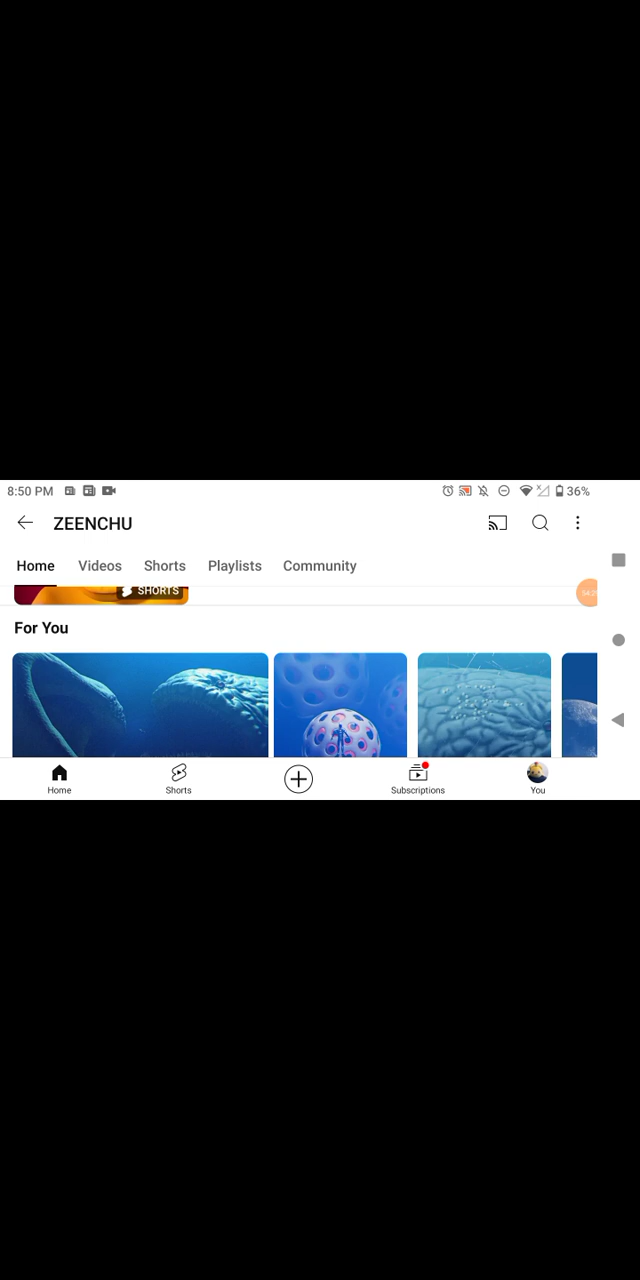 8:50 PM 36%
ZEENCHU
Home Videos Shorts Playlists Community
SHORTS
For You
Home Shorts Subscriptions You